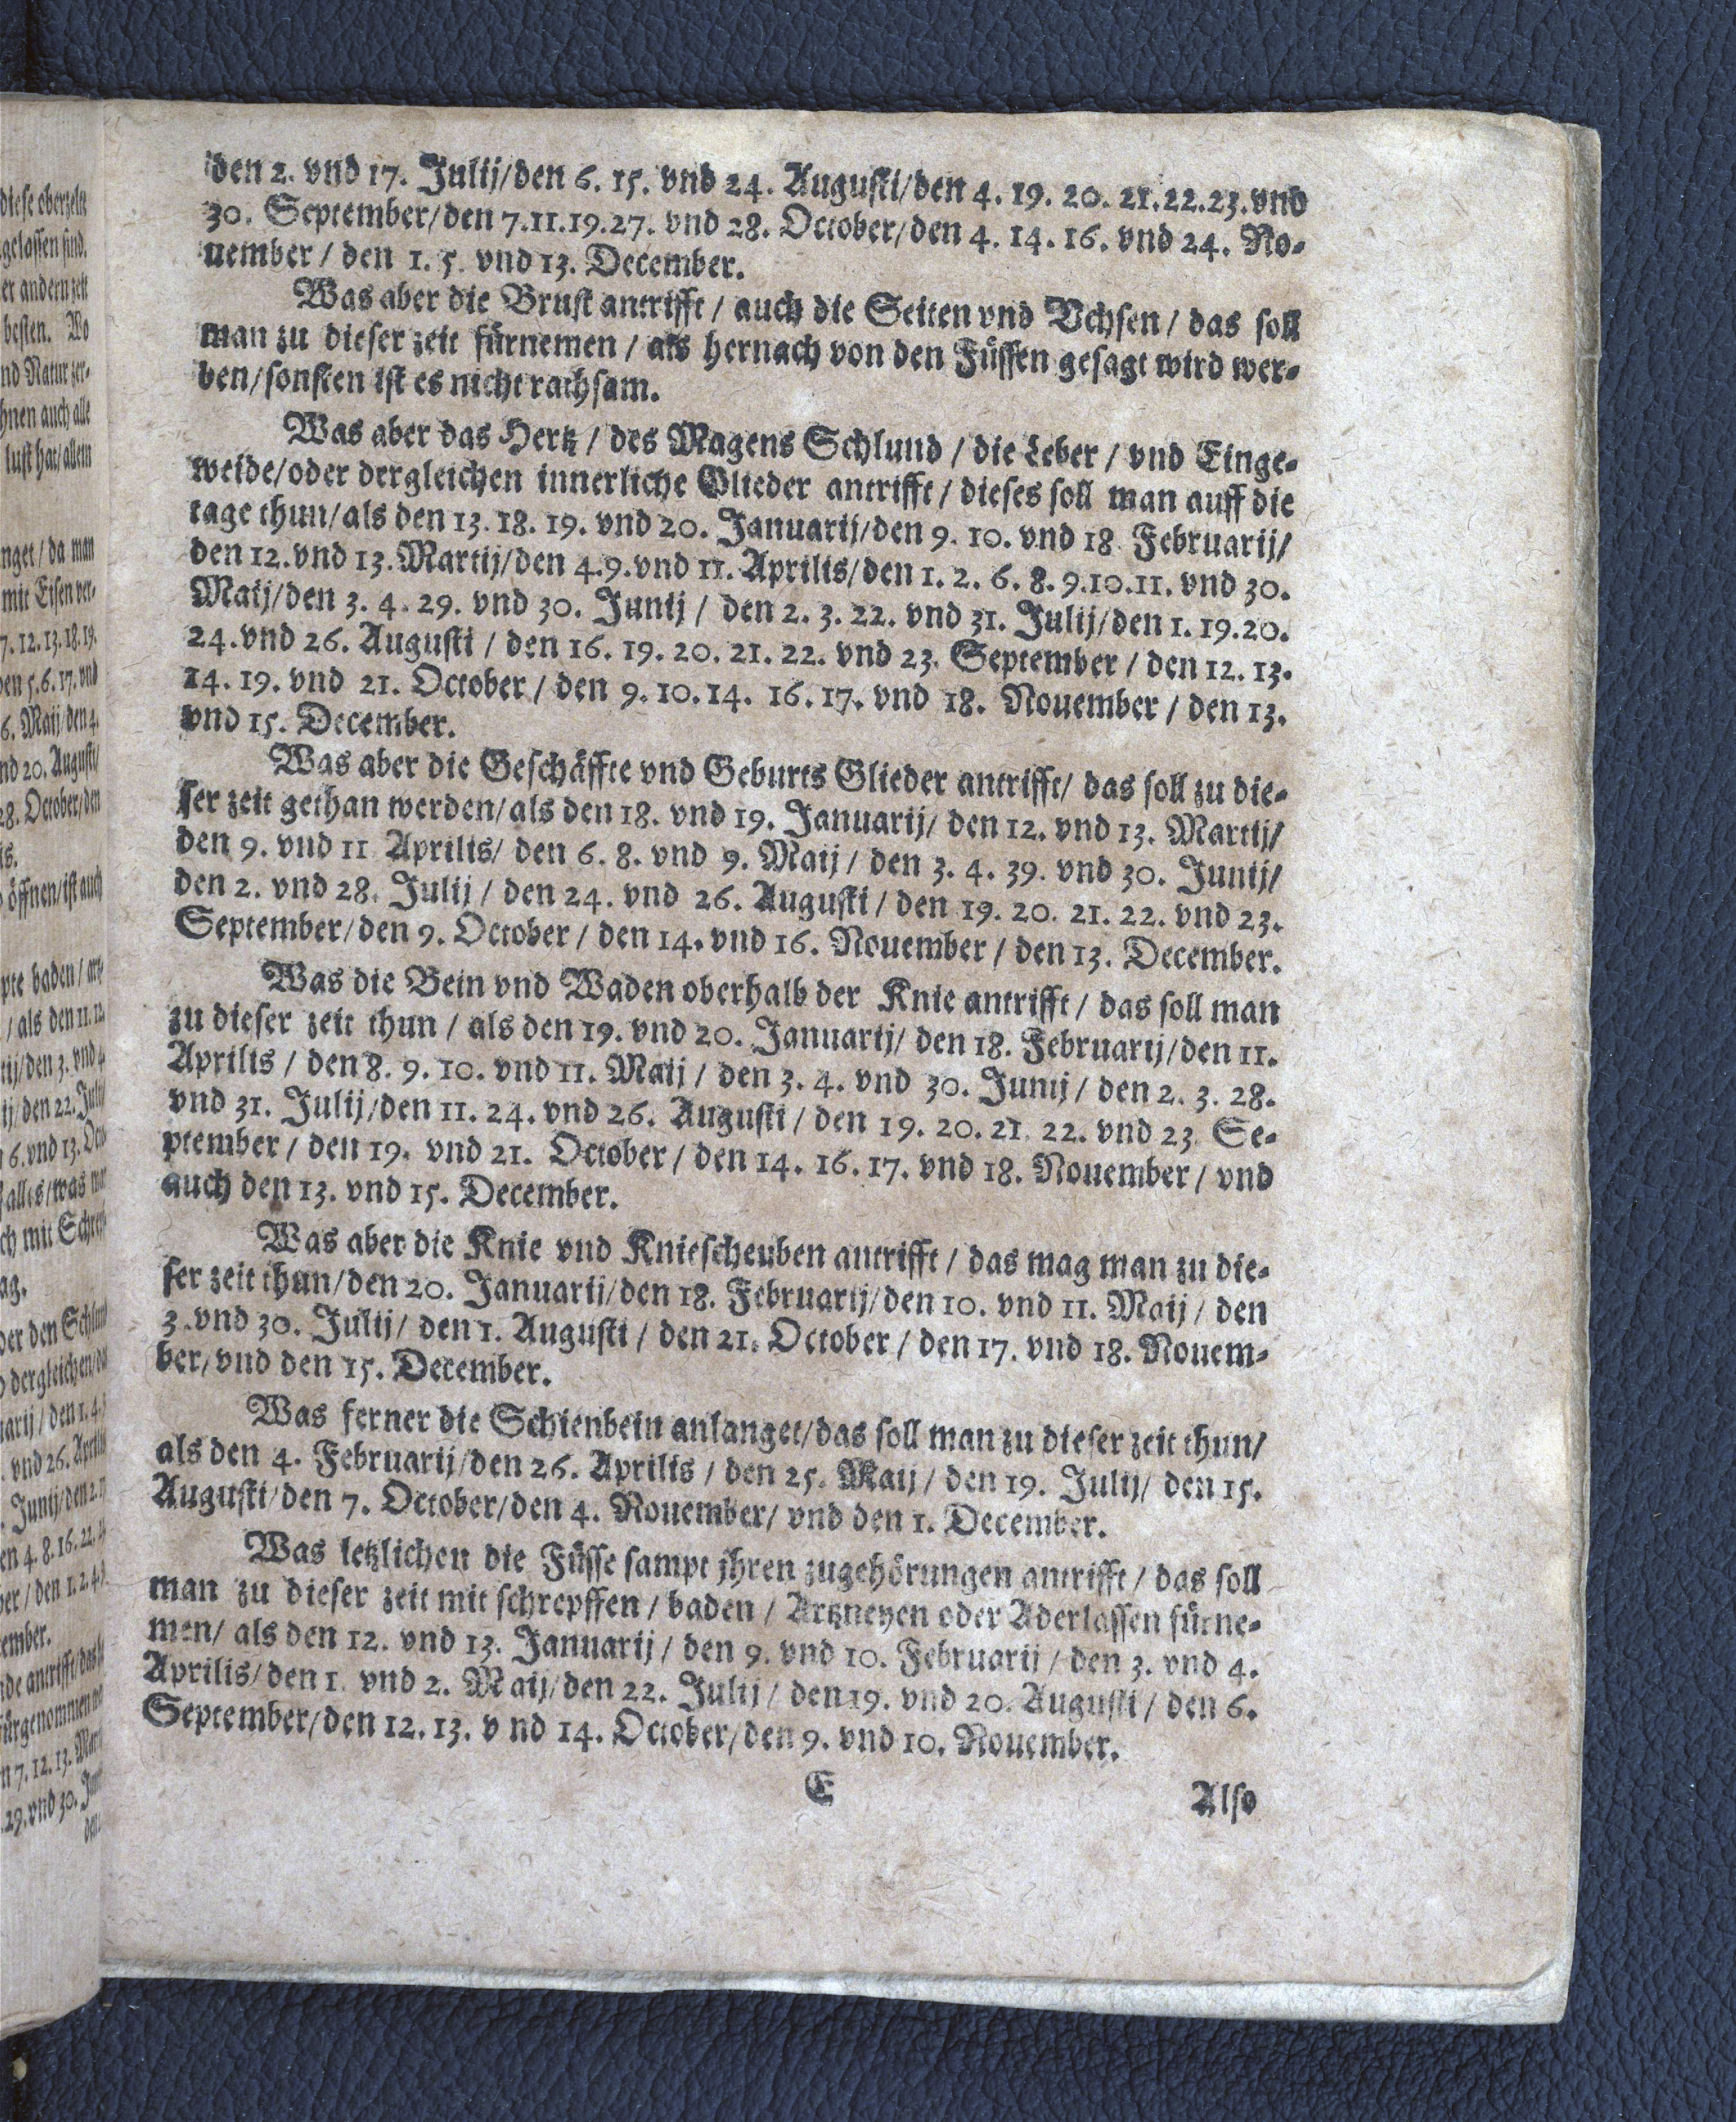 den 2. vnd 17. Julij/den 6. 15. vnd 24. Augusti/den 4. 19. 20. 21.22.23.vnd
30. September/den 7.11.19.27. vnd 28. October/den 4. 14. 16. vnd 24. No-
uember / den 1. 5. vnd 13. December.
Was aber die Brust antrifft / auch die Seiten vnd Vchsen / das soll
man zu dieser zeit fürnemen / als hernach von den Füssen gesagt wird wer-
den/sonsten ist es nicht rathsam.
Was aber das Hertz / des Magens Schlund / die Leber / vnd Einge-
weide/oder dergleichen innerliche Glieder antrifft / dieses soll man auff die
tage thun/als den 13. 18. 19. vnd 20. Januarij/den 9. 10. vnd 18. Februarij/
den 12.vnd 13.Martij/den 4.9.vnd 11. Aprilis/den 1. 2. 6. 8. 9.10.11. vnd 30.
Maij/den 3. 4. 29. vnd 30. Junij / den 2. 3. 22. vnd 31. Julij/den 1. 19.20.
24.vnd 26. Augusti / den 16. 19. 20. 21. 22. vnd 23. September / den 12. 13.
14. 19. vnd 21. October / den 9. 10.14. 16. 17. vnd 18. Nouember / den 13.
vnd 15. December.
Was aber die Geschäffte vnd Geburts Glieder antrifft/ das soll zu die-
ser zeit gethan werden/als den 18. vnd 19. Januarij/ den 12. vnd 13. Martij/
den 9. vnd 11 Aprilis/ den 6. 8. vnd 9. Maij / den 3. 4. 39. vnd 30. Junij/
den 2. vnd 28. Julij / den 24. vnd 26. Augusti / den 19. 20. 21. 22. vnd 23.
September/den 9. October / den 14. vnd 16. Nouember / den 13. December.
Was die Bein vnd Waden oberhalb der Knie antrifft / das soll man
zu dieser zeit thun / als den 19. vnd 20. Januarij/ den 18. Februarij/den 11.
Aprilis / den 8. 9. 10. vnd 11. Maij / den 3. 4. vnd 30. Junij / den 2. 3. 28.
vnd 31. Julij/den 11. 24. vnd 26. Augusti / den 19. 20. 21. 22. vnd 23. Se-
ptember / den 19. vnd 21. October / den 14. 16. 17. vnd 18. Nouember / vnd
auch den 13. vnd 15. December.
Was aber die Knie vnd Kniescheuben antrifft / das mag man zu die-
ser zeit thun/den 20. Januarij/den 18. Februarij/den 10. vnd 11. Maij / den
3.vnd 30. Julij/ den 1. Augusti / den 21. October / den 17. vnd 18. Nouem-
ber/vnd den 15. December.
Was ferner die Schienbein anlanget/das soll man zu dieser zeit thun/
als den 4. Februarij/den 26. Aprilis / den 25. Maij / den 19. Julij/ den 15.
Augusti/den 7. October/den 4. Nouember/ vnd den 1. December.
Was letzlichen die Füsse sampt jhren zugehörungen antrifft / das soll
man zu dieser zeit mit schrepffen / baden / Artzneyen oder Aderlassen fürne-
men/ als den 12. vnd 13. Januarij / den 9. vnd 10. Februarij / den 3. vnd 4.
Aprilis/den 1. vnd 2. Maij/den 22. Julij / den 19. vnd 20. Augusti / den 6.
September/den 12. 13. v nd 14. October/den 9. vnd 10. Nouember.
E Also